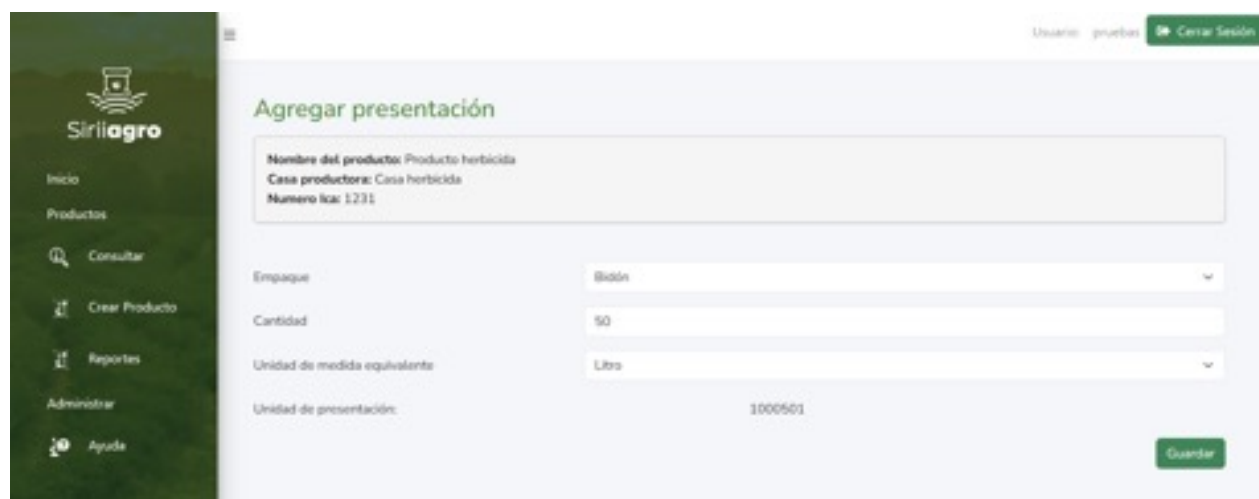 Usuario: pruebas Cerrar Sesión
Siriiagro
Inicio
Productos
Consultar
Crear Producto
Reportes
Administrar
Ayuda
Agregar presentación
Nombre del producto: Producto herbicida
Casa productora: Casa herbicida
Numero Ica: 1231
Empaque Bidón
Cantidad 50
Unidad de medida equivalente Litro
Unidad de presentación: 1000501
Guardar